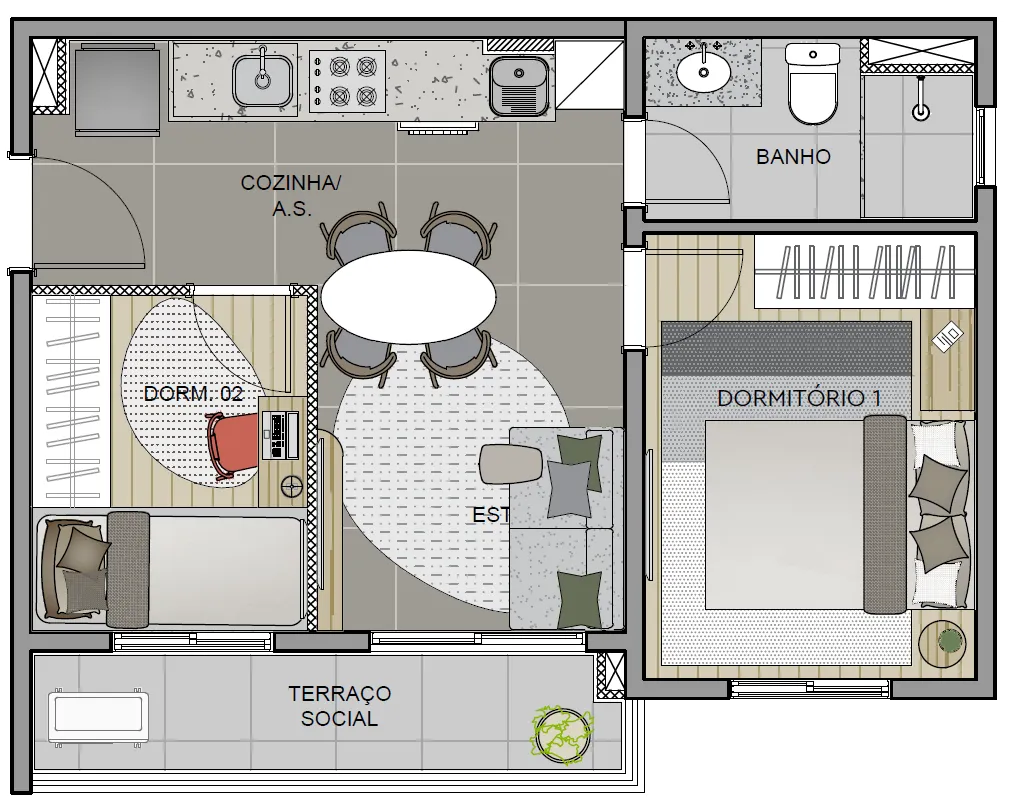 COZINHA/
A.S.
BANHO
DORM. 02
DORMITÓRIO 1
EST
TERRAÇO
SOCIAL